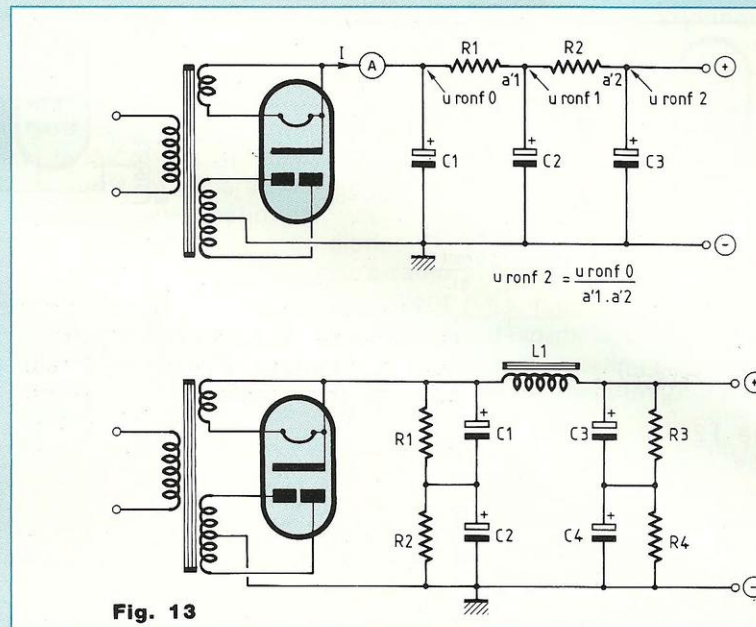 I
A
R1
R2
+
a'1
a'2
u ronf 0
u ronf 1
u ronf 2
+
C1
+
C2
+
C3
−
u ronf 2 = u ronf 0
a'1 . a'2
L1
+
R1
+
C1
C3
+
R3
R2
+
C2
C4
+
R4
−
Fig. 13